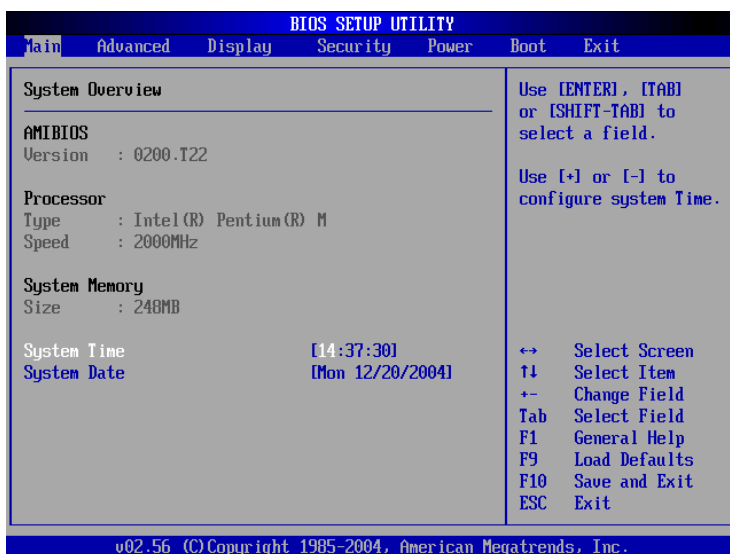 BIOS SETUP UTILITY
Main Advanced Display Security Power Boot Exit
System Overview
AMIBIOS
Version : 0200.T22
Processor
Type : Intel(R) Pentium(R) M
Speed : 2000MHz
System Memory
Size : 248MB
System Time [14:37:30]
System Date [Mon 12/20/2004]
Use [ENTER], [TAB]
or [SHIFT-TAB] to
select a field.
Use [+] or [-] to
configure system Time.
↔ Select Screen
↑↓ Select Item
+- Change Field
Tab Select Field
F1 General Help
F9 Load Defaults
F10 Save and Exit
ESC Exit
v02.56 (C)Copyright 1985-2004, American Megatrends, Inc.